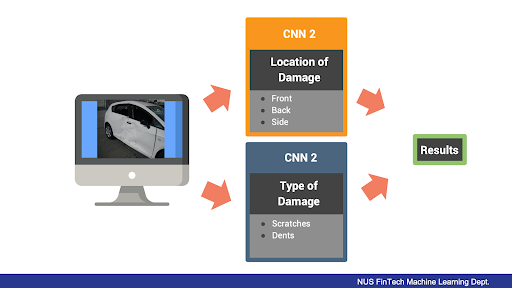 CNN 2
Location of
Damage
Front
Back
Side
CNN 2
Type of
Damage
Scratches
Dents
Results
NUS FinTech Machine Learning Dept.